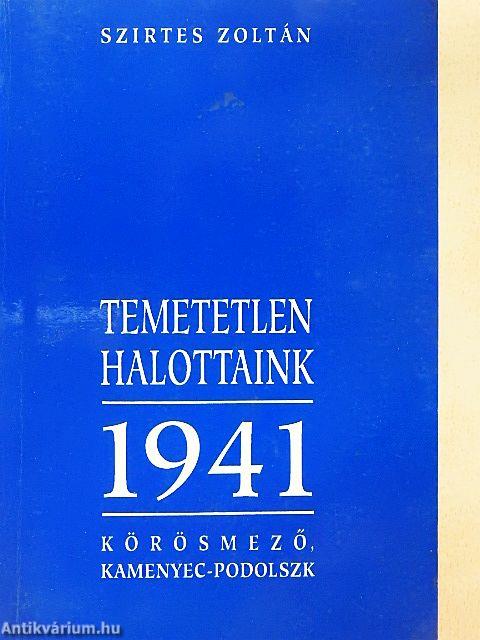 SZIRTES ZOLTÁN
TEMETETLEN
HALOTTAINK
1941
KÖRÖSMEZŐ,
KAMENYEC-PODOLSZK
Antikvárium.hu